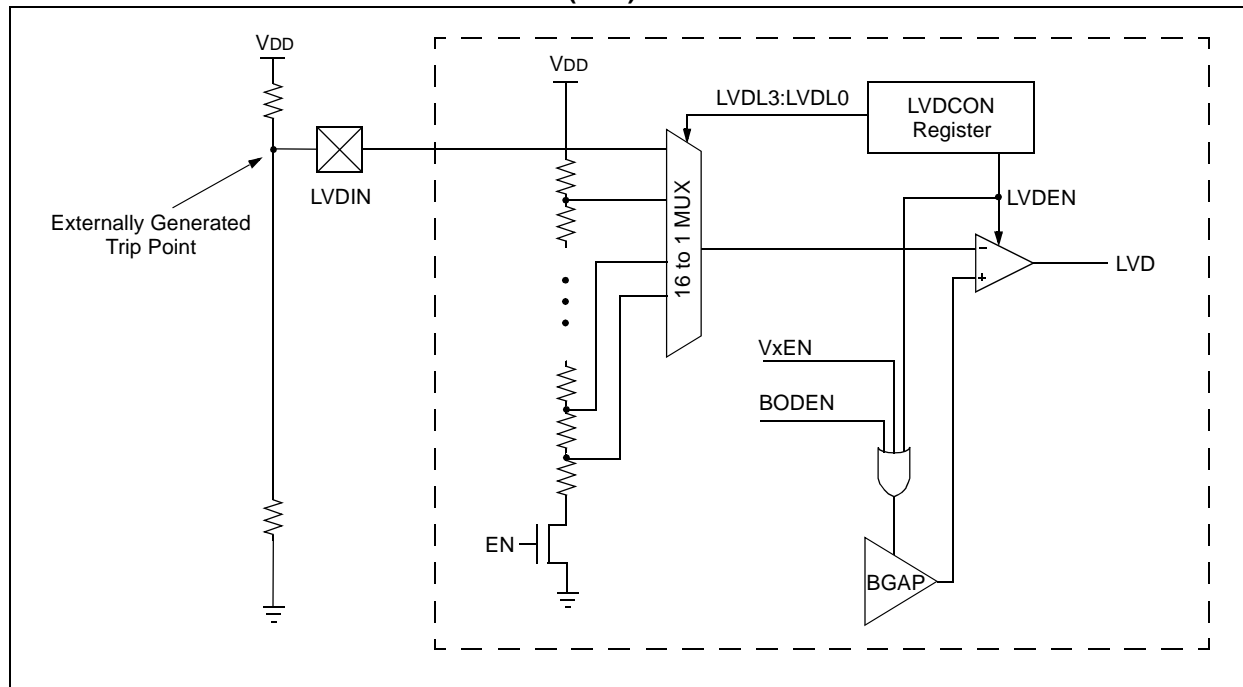 VDD
VDD
LVDL3:LVDL0
LVDCON
Register
LVDIN
Externally Generated
Trip Point
16 to 1 MUX
LVDEN
–
+
LVD
VxEN
BODEN
EN
BGAP